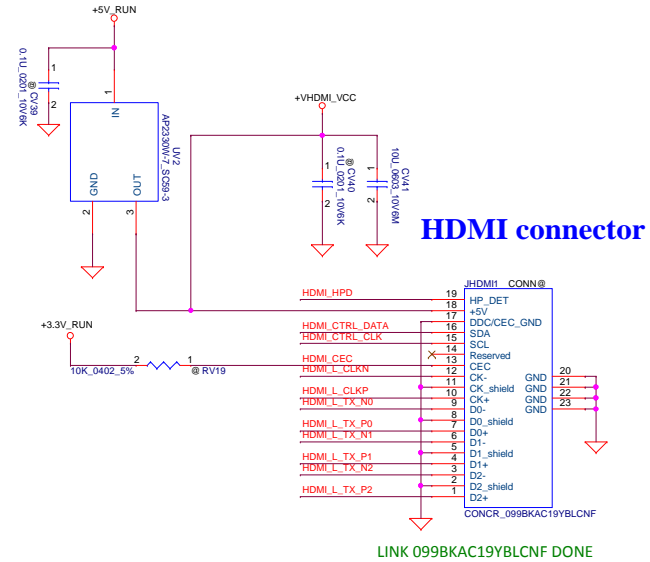 +5V_RUN
0.1U_0201_10V6K
@ CV39
1
2
1
IN
UV2
AP2330W-7_SC59-3
GND
OUT
2
3
+VHDMI_VCC
1
2
@ CV40
0.1U_0201_10V6K
1
2
CV41
10U_0603_10V6M
HDMI connector
+3.3V_RUN
2
1
10K_0402_5%
@ RV19
JHDMI1 CONN@
HDMI_HPD 19 HP_DET
18 +5V
17 DDC/CEC_GND
HDMI_CTRL_DATA 16 SDA
HDMI_CTRL_CLK 15 SCL
14 Reserved
HDMI_CEC 13 CEC
HDMI_L_CLKN 12 CK-
11 CK_shield
HDMI_L_CLKP 10 CK+
HDMI_L_TX_N0 9 D0-
8 D0_shield
HDMI_L_TX_P0 7 D0+
HDMI_L_TX_N1 6 D1-
5 D1_shield
HDMI_L_TX_P1 4 D1+
HDMI_L_TX_N2 3 D2-
2 D2_shield
HDMI_L_TX_P2 1 D2+
GND 20
GND 21
GND 22
GND 23
CONCR_099BKAC19YBLCNF
LINK 099BKAC19YBLCNF DONE